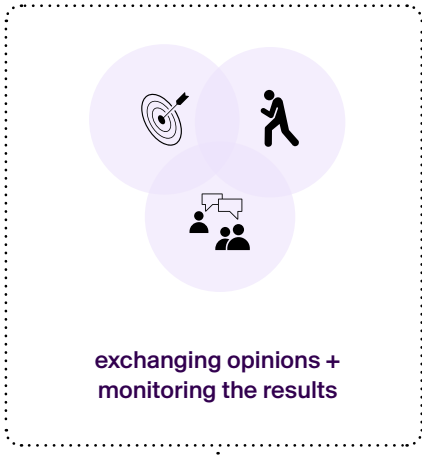 exchanging opinions +
monitoring the results